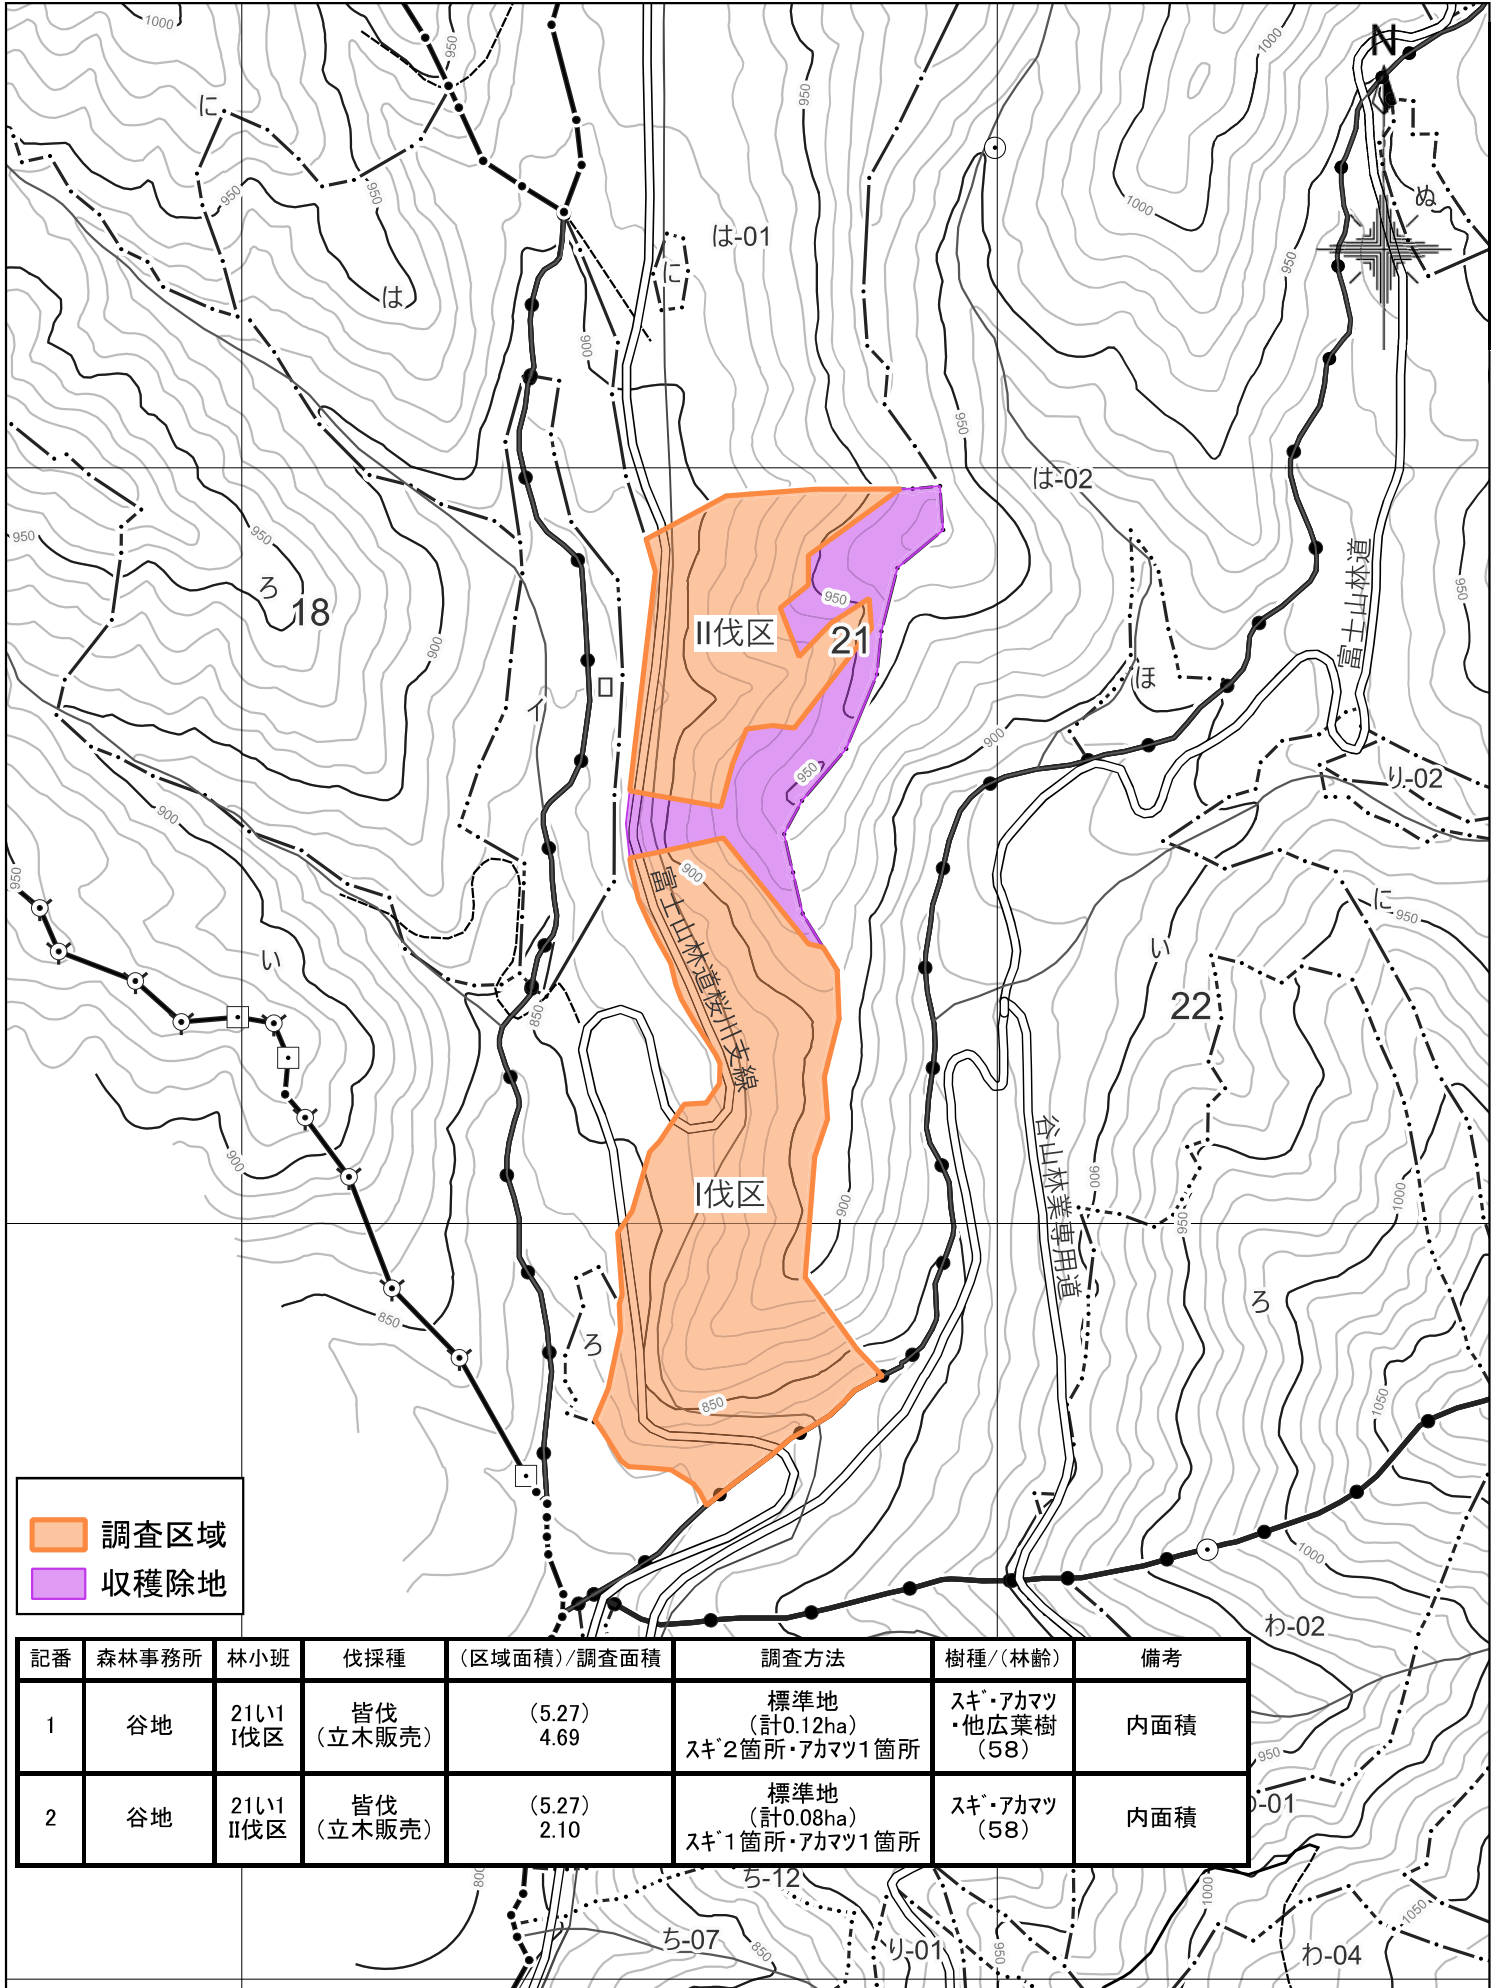 1000
950
950
1000
N
に
950
950
1000
ぬ
は-01
に
は
950
900
950
は-02
950
950
富士山林道
950
ろ
18
950
II伐区
21
900
ロ
イ
ほ
900
950
り-02
900
950
900
富士山林道桜川支線
に
950
い
い
850
22
900
谷山林業専用道
900
I伐区
900
1000
950
ろ
850
ろ
850
1050
調査区域
収穫除地
1000
わ-02
記番 森林事務所 林小班 伐採種 (区域面積)/調査面積 調査方法 樹種/(林齢) 備考
1 谷地 21い1 I伐区 皆伐 (立木販売) (5.27) 4.69 標準地 (計0.12ha) スギ2箇所・アカマツ1箇所 スギ・アカマツ・他広葉樹 (58) 内面積
2 谷地 21い1 II伐区 皆伐 (立木販売) (5.27) 2.10 標準地 (計0.08ha) スギ1箇所・アカマツ1箇所 スギ・アカマツ (58) 内面積
950
-01
800
ち-12
1000
1050
ち-07
850
り-01
950
わ-04